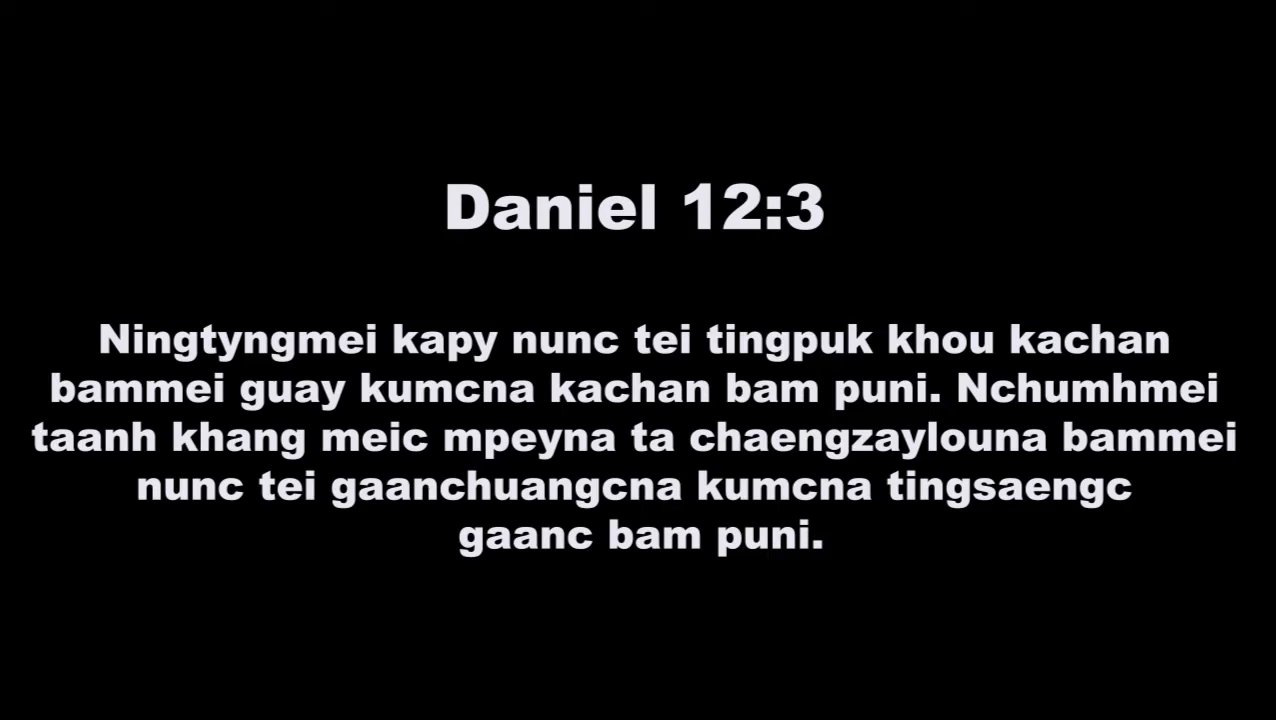 Daniel 12:3
Ningtyngmei kapy nunc tei tingpuk khou kachan
bammei guay kumcna kachan bam puni. Nchumhmei
taanh khang meic mpeyna ta chaengzaylouna bammei
nunc tei gaanchuangcna kumcna tingsaengc
gaanc bam puni.